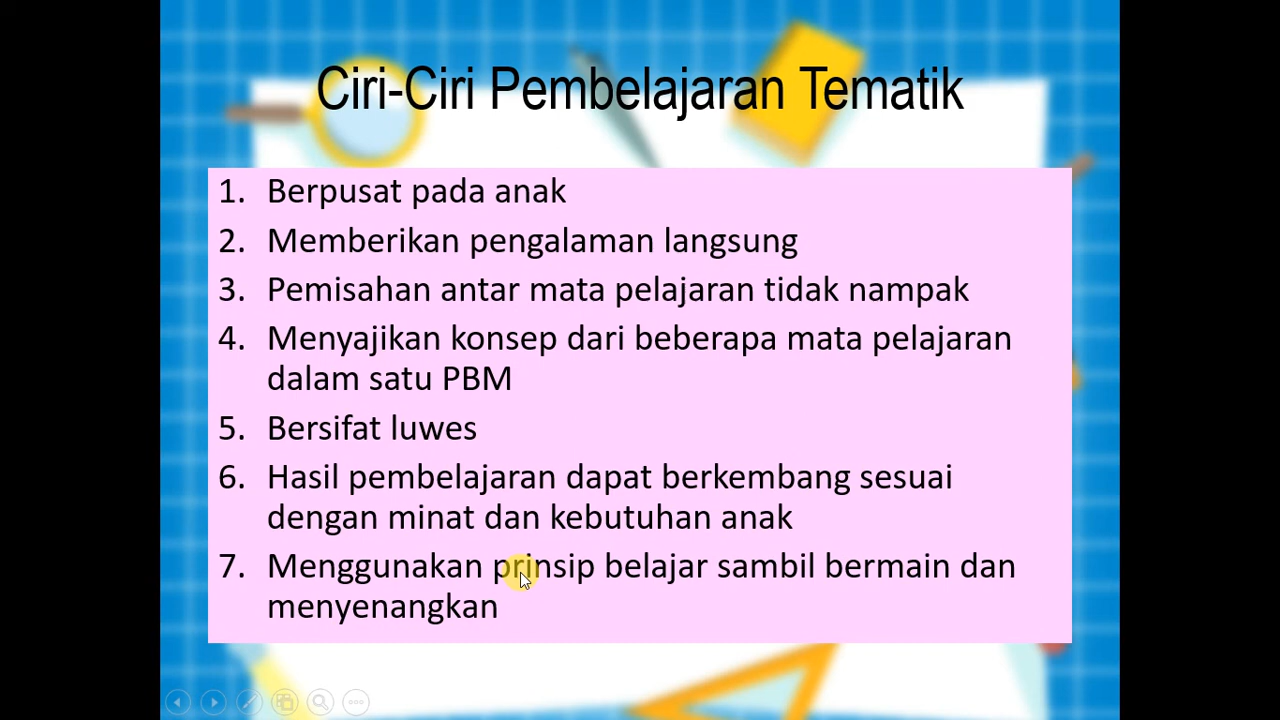 Ciri-Ciri Pembelajaran Tematik
1. Berpusat pada anak
2. Memberikan pengalaman langsung
3. Pemisahan antar mata pelajaran tidak nampak
4. Menyajikan konsep dari beberapa mata pelajaran
dalam satu PBM
5. Bersifat luwes
6. Hasil pembelajaran dapat berkembang sesuai
dengan minat dan kebutuhan anak
7. Menggunakan prinsip belajar sambil bermain dan
menyenangkan